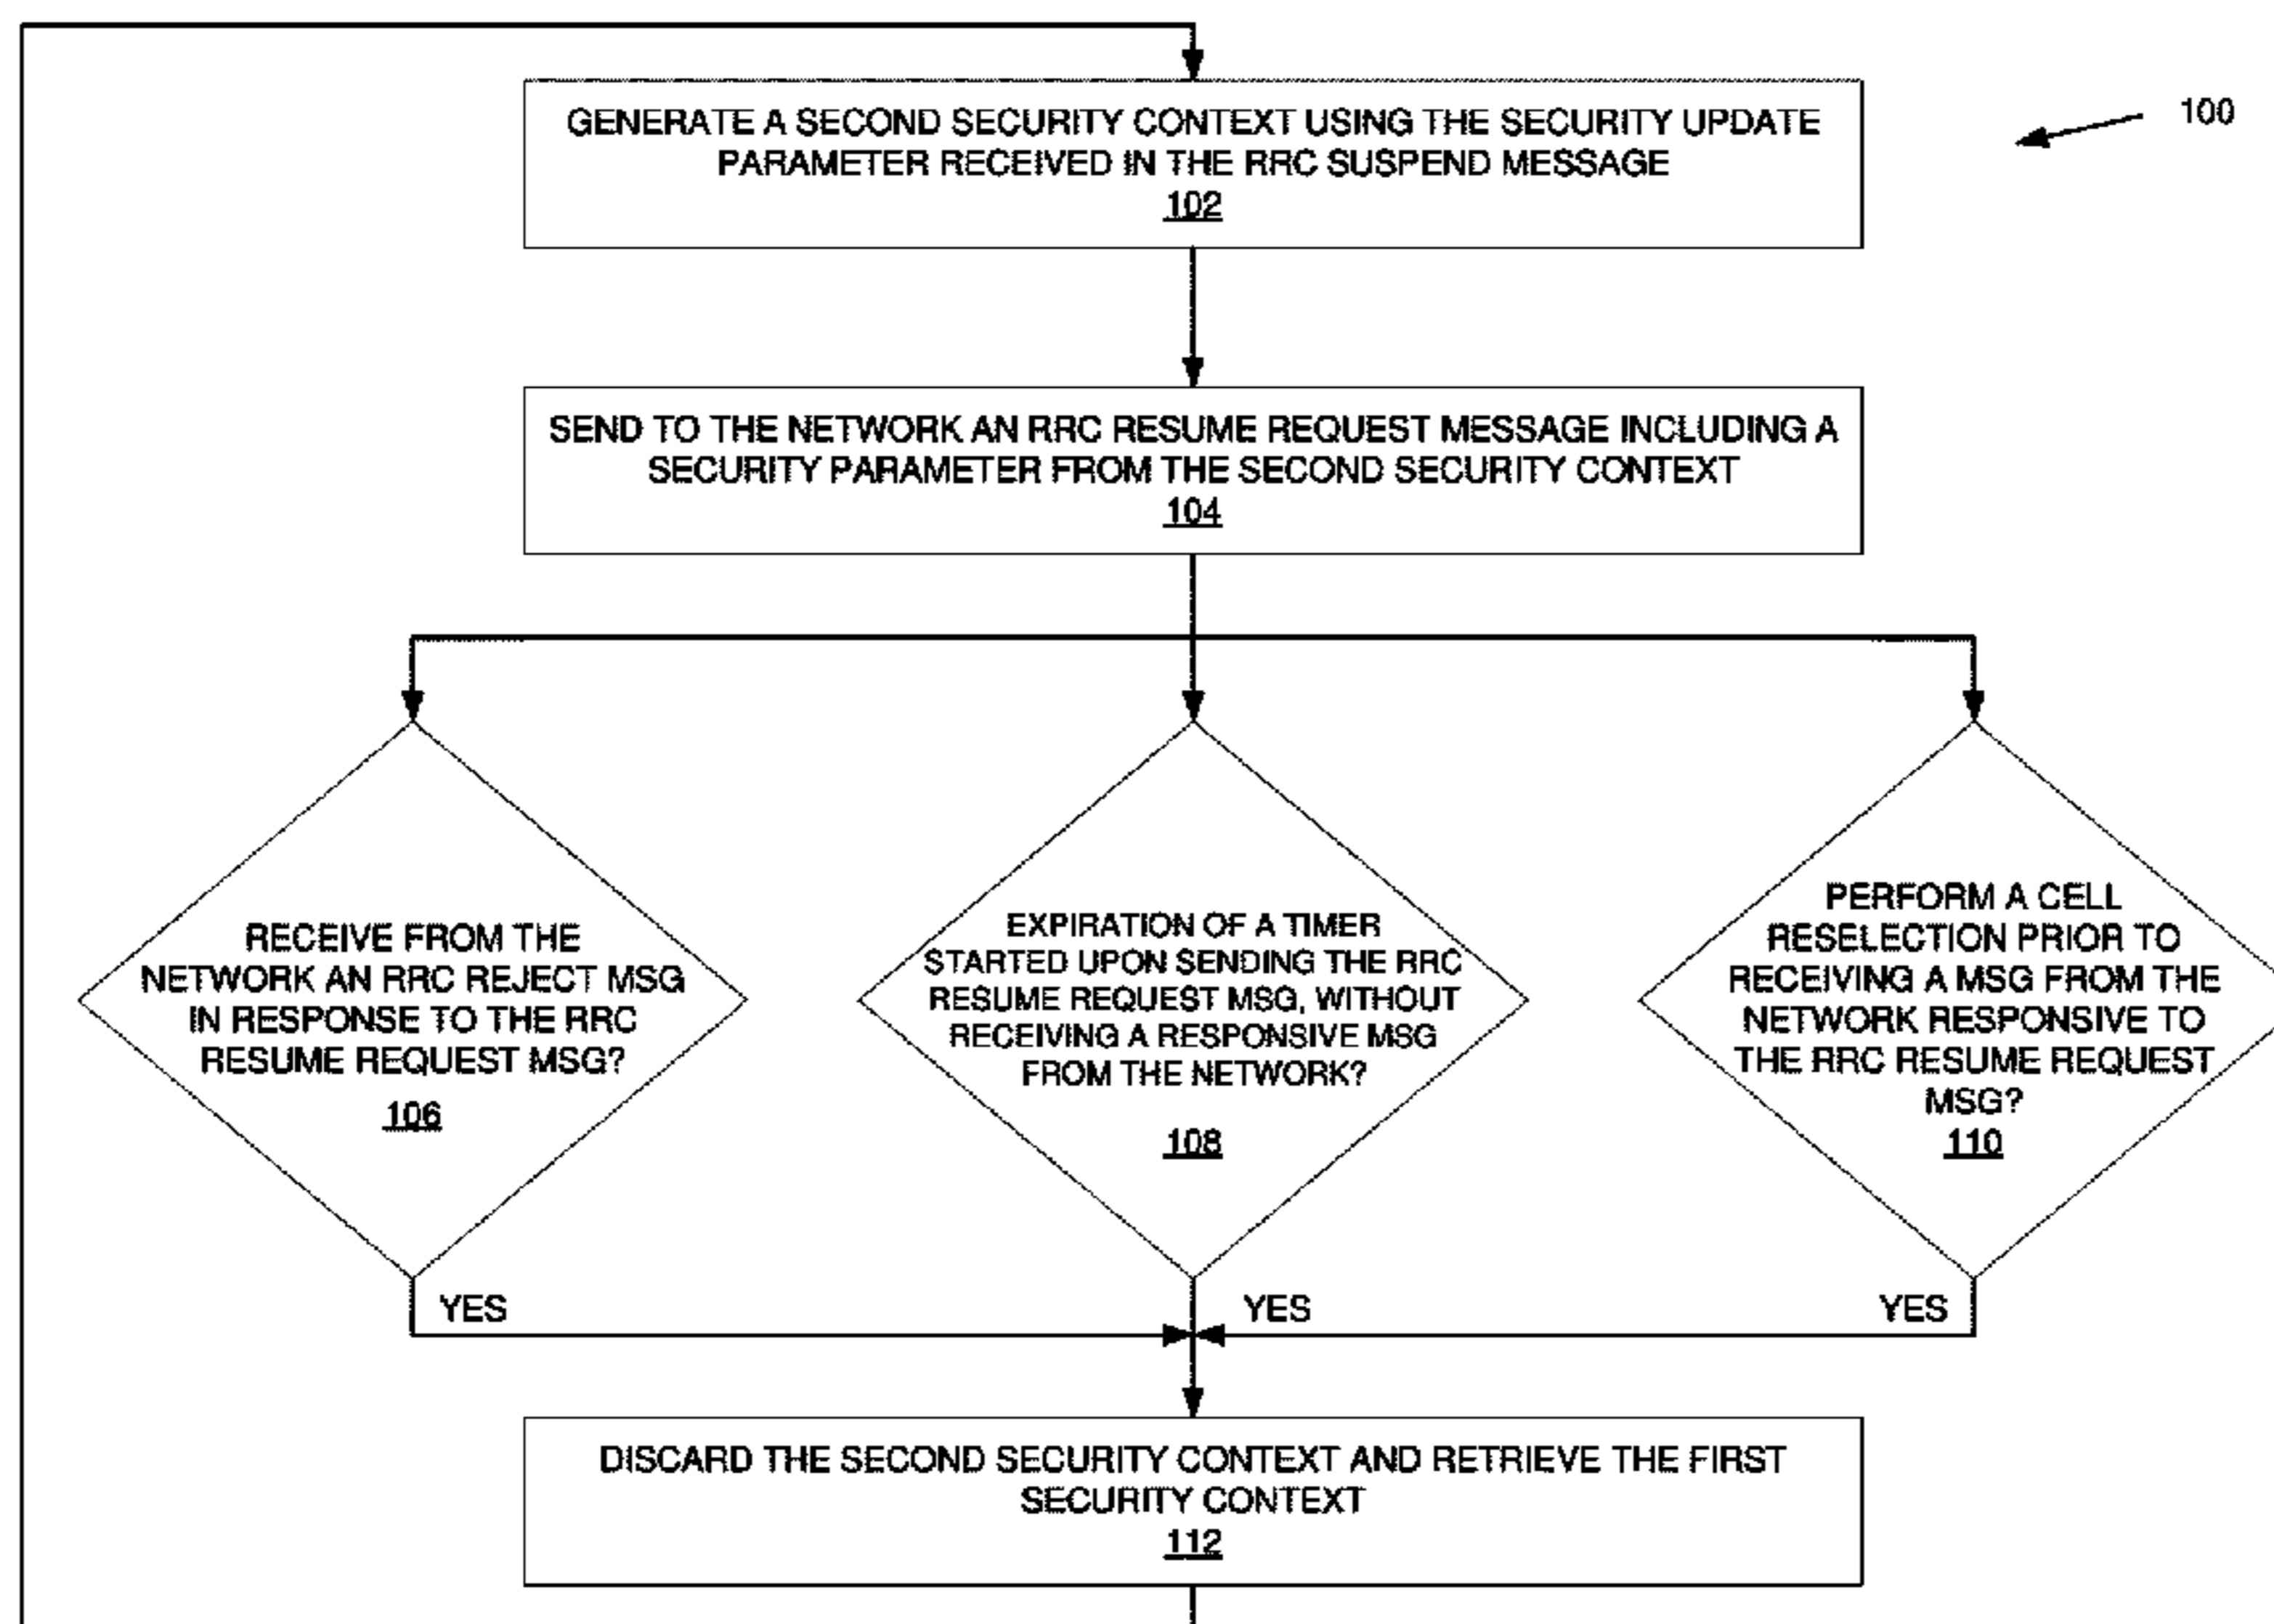 GENERATE A SECOND SECURITY CONTEXT USING THE SECURITY UPDATE
PARAMETER RECEIVED IN THE RRC SUSPEND MESSAGE
102
100
SEND TO THE NETWORK AN RRC RESUME REQUEST MESSAGE INCLUDING A
SECURITY PARAMETER FROM THE SECOND SECURITY CONTEXT
104
RECEIVE FROM THE
NETWORK AN RRC REJECT MSG
IN RESPONSE TO THE RRC
RESUME REQUEST MSG?
106
EXPIRATION OF A TIMER
STARTED UPON SENDING THE RRC
RESUME REQUEST MSG, WITHOUT
RECEIVING A RESPONSIVE MSG
FROM THE NETWORK?
108
PERFORM A CELL
RESELECTION PRIOR TO
RECEIVING A MSG FROM THE
NETWORK RESPONSIVE TO
THE RRC RESUME REQUEST
MSG?
110
YES
YES
YES
DISCARD THE SECOND SECURITY CONTEXT AND RETRIEVE THE FIRST
SECURITY CONTEXT
112